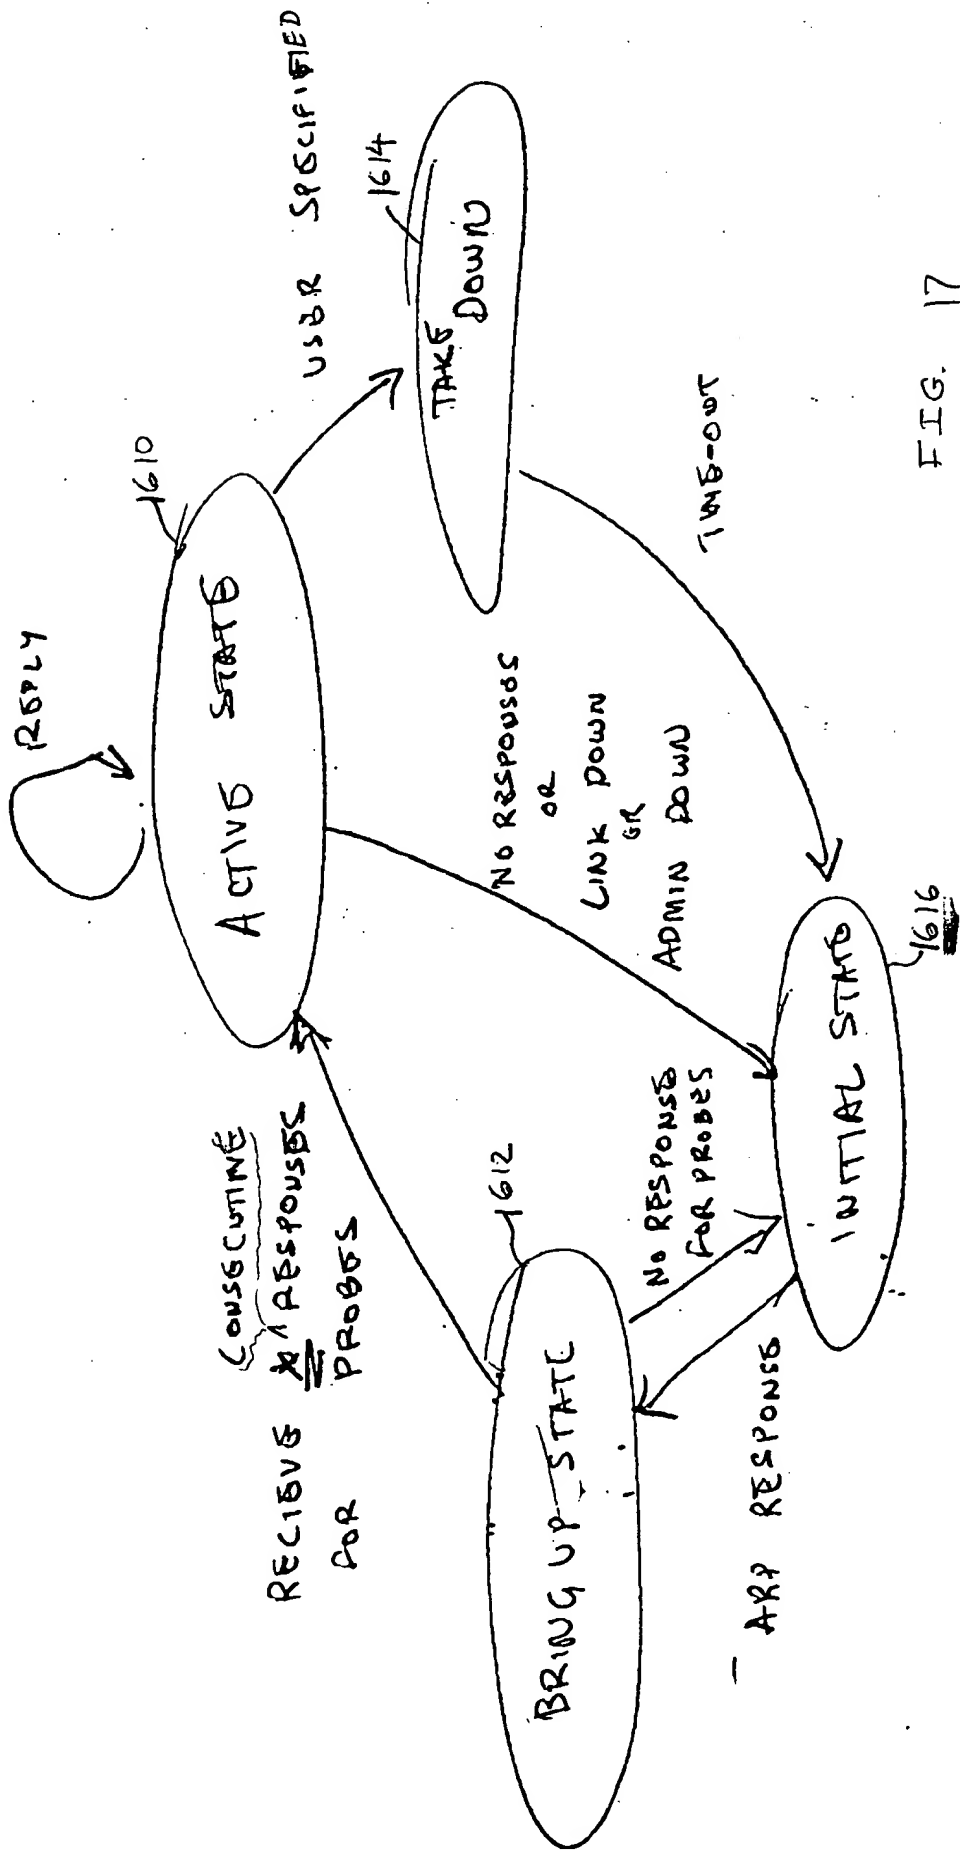 REPLY
1610
ACTIVE STATE
USER SPECIFIED
1614
TAKE
DOWN
CONSECUTIVE
RECIEVE RESPONSES
FOR PROBES
1612
BRING UP STATE
NO RESPONSES
OR
LINK DOWN
OR
ADMIN DOWN
TIME-OUT
NO RESPONSE
FOR PROBES
- ARP RESPONSE
INITIAL STATE
1616
FIG. 17